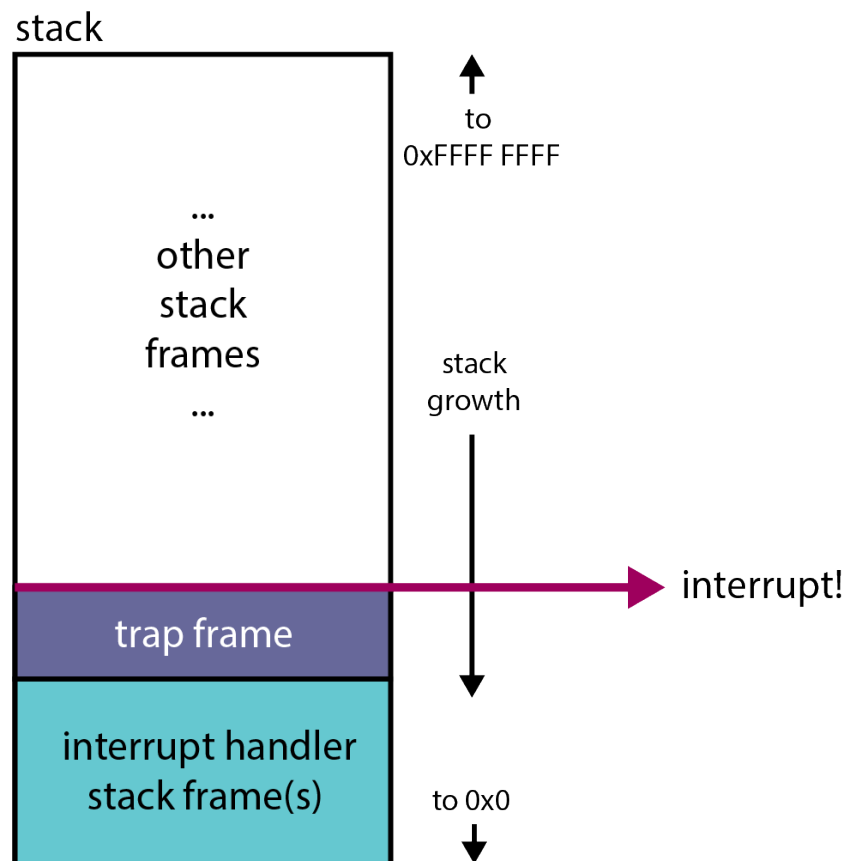 stack
to
0xFFFF FFFF
...
other
stack
frames
...
stack
growth
interrupt!
trap frame
interrupt handler
stack frame(s)
to 0x0